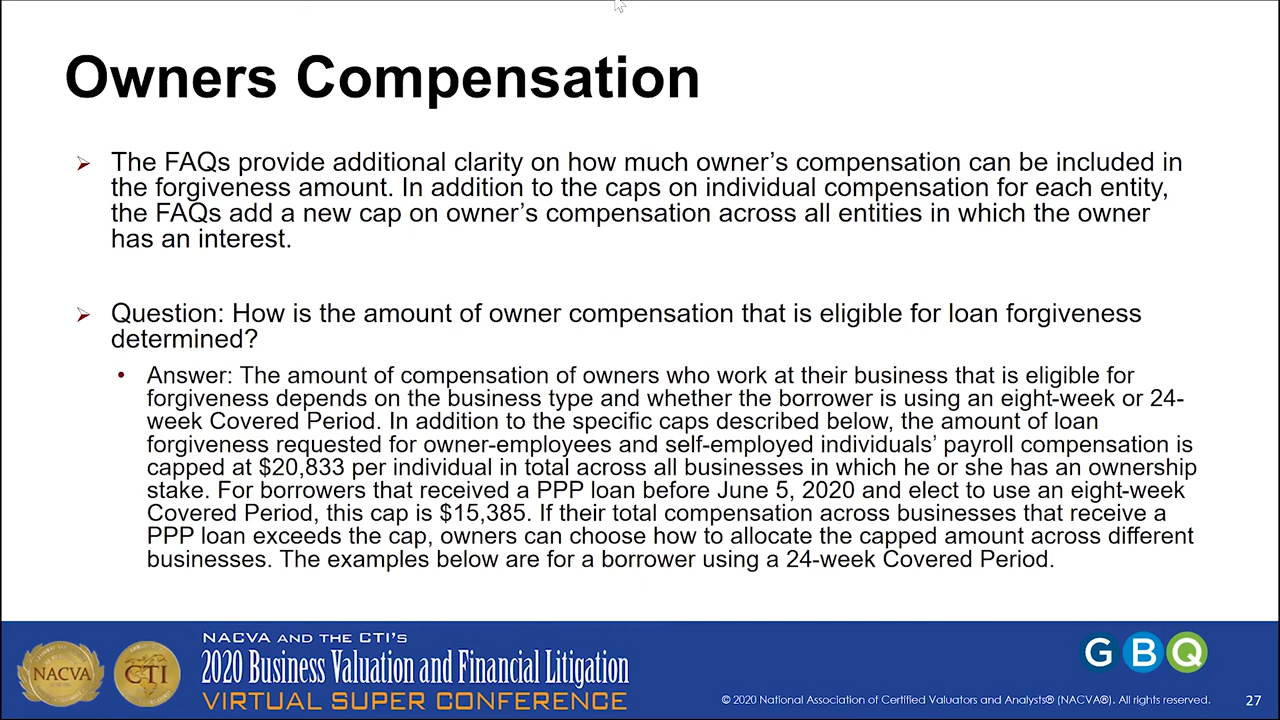 Owners Compensation
The FAQs provide additional clarity on how much owner's compensation can be included in
the forgiveness amount. In addition to the caps on individual compensation for each entity,
the FAQs add a new cap on owner's compensation across all entities in which the owner
has an interest.
Question: How is the amount of owner compensation that is eligible for loan forgiveness
determined?
Answer: The amount of compensation of owners who work at their business that is eligible for
forgiveness depends on the business type and whether the borrower is using an eight-week or 24-
week Covered Period. In addition to the specific caps described below, the amount of loan
forgiveness requested for owner-employees and self-employed individuals' payroll compensation is
capped at $20,833 per individual in total across all businesses in which he or she has an ownership
stake. For borrowers that received a PPP loan before June 5, 2020 and elect to use an eight-week
Covered Period, this cap is $15,385. If their total compensation across businesses that receive a
PPP loan exceeds the cap, owners can choose how to allocate the capped amount across different
businesses. The examples below are for a borrower using a 24-week Covered Period.
NACVA
CTI
NACVA AND THE CTI'S
2020 Business Valuation and Financial Litigation
VIRTUAL SUPER CONFERENCE
GBQ
© 2020 National Association of Certified Valuators and Analysts® (NACVA®). All rights reserved.
27